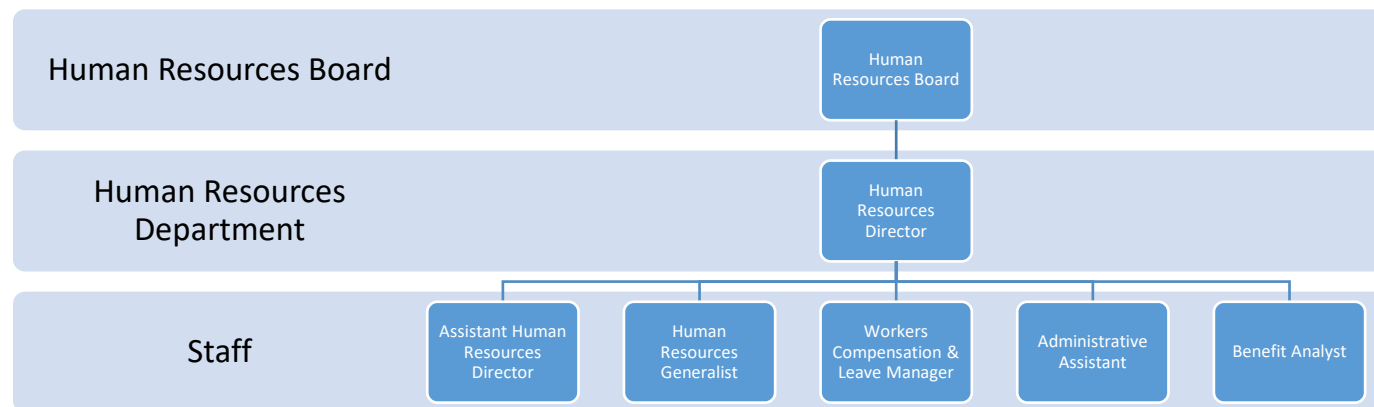 Human Resources Board
Human
Resources Board
Human Resources
Department
Human
Resources
Director
Staff
Assistant Human
Resources
Director
Human
Resources
Generalist
Workers
Compensation &
Leave Manager
Administrative
Assistant
Benefit Analyst